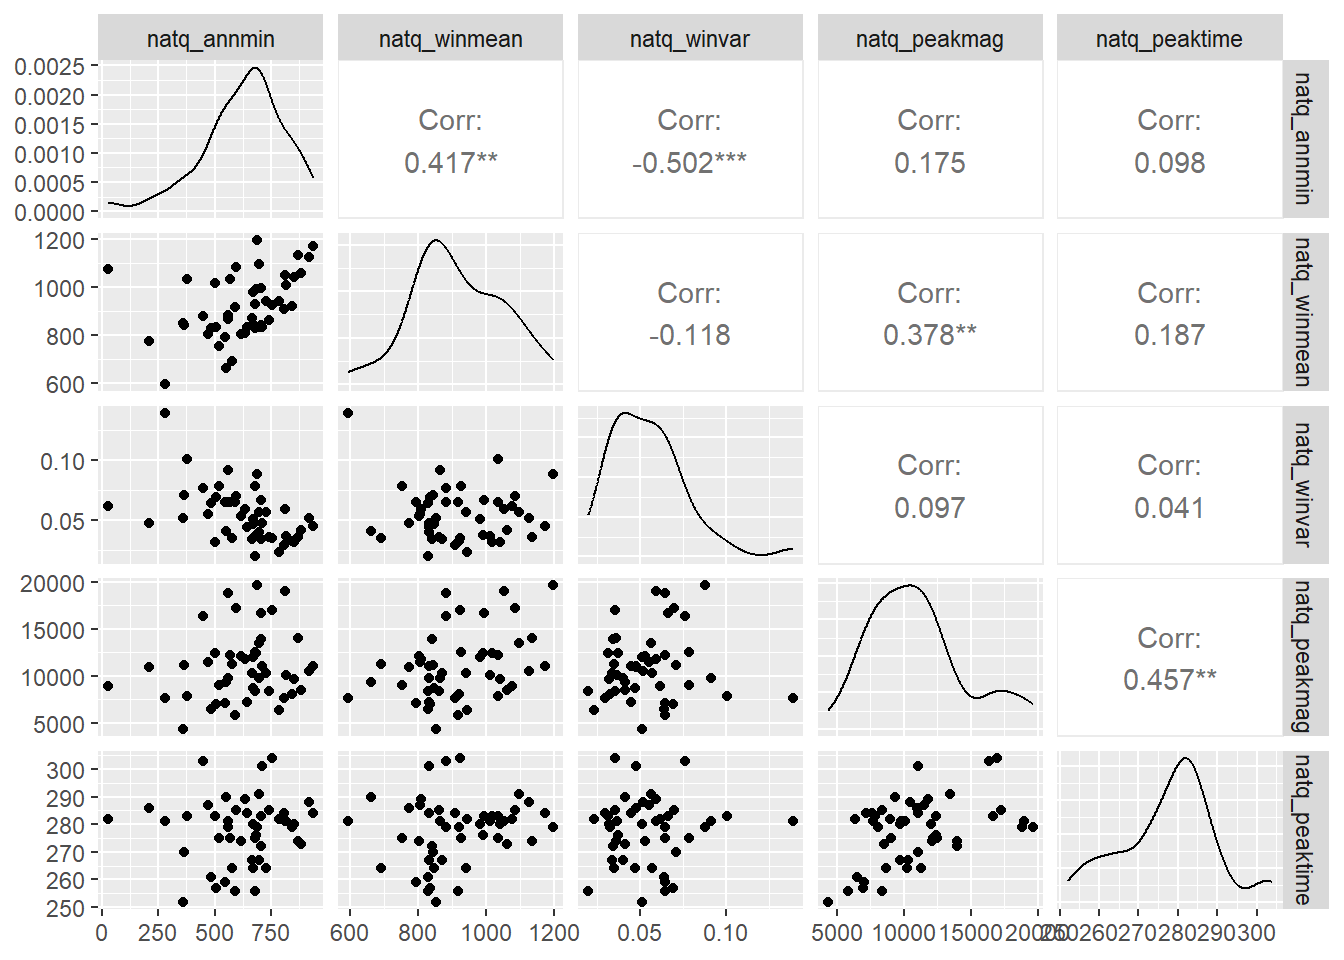 natq_annmin natq_winmean natq_winvar natq_peakmag natq_peaktime
0.0025
0.0020
0.0015
0.0010
0.0005
0.0000
Corr:
0.417**
Corr:
-0.502***
Corr:
0.175
Corr:
0.098
natq_annmin
1200
1000
800
600
Corr:
-0.118
Corr:
0.378**
Corr:
0.187
natq_winmean
0.10
0.05
Corr:
0.097
Corr:
0.041
natq_winvar
20000
15000
10000
5000
Corr:
0.457**
natq_peakmag
300
290
280
270
260
250
natq_peaktime
0 250 500 750
600 800 1000 1200
0.05 0.10
5000 10000 15000 20000
250 260 270 280 290 300